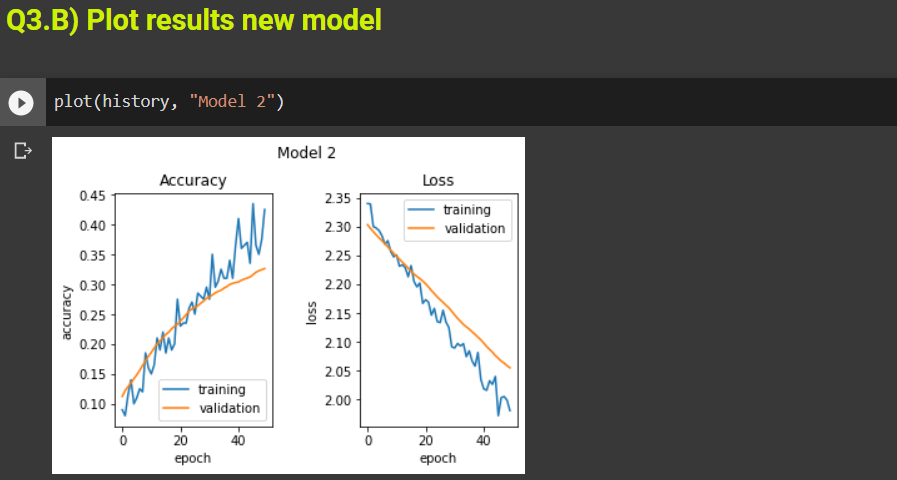 Q3.B) Plot results new model
plot(history, "Model 2")
Model 2
Accuracy
0.45
0.40
0.35
0.30
0.25
0.20
0.15
0.10
accuracy
training
validation
0
20
40
epoch
Loss
2.35
2.30
2.25
2.20
2.15
2.10
2.05
2.00
loss
training
validation
0
20
40
epoch